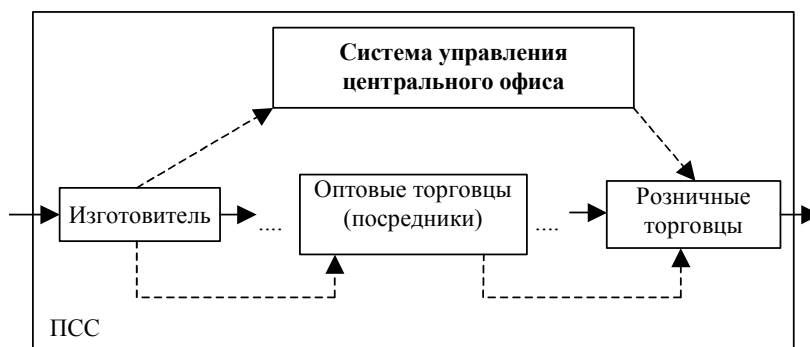 Система управления
центрального офиса
Изготовитель
....
Оптовые торговцы
(посредники)
....
Розничные
торговцы
ПСС